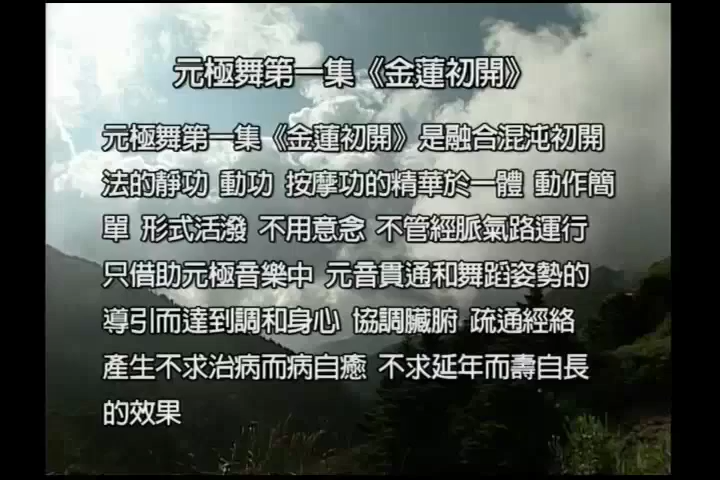 元極舞第一集《金蓮初開》
元極舞第一集《金蓮初開》是融合混沌初開
法的靜功 動功 按摩功的精華於一體 動作簡
單 形式活潑 不用意念 不管經脈氣路運行
只借助元極音樂中 元音貫通和舞蹈姿勢的
導引而達到調和身心 協調臟腑 疏通經絡
產生不求治病而病自癒 不求延年而壽自長
的效果